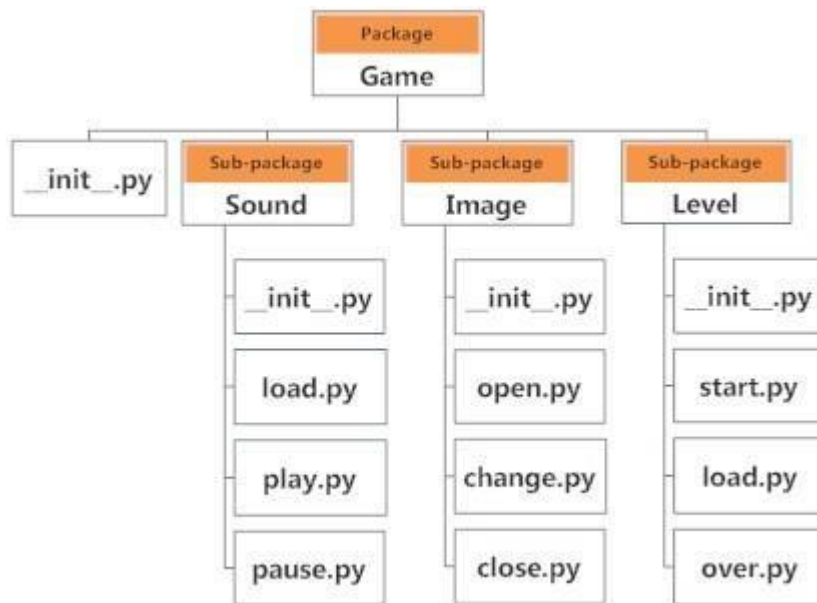 Package
Game
__init__.py
Sub-package
Sound
__init__.py
load.py
play.py
pause.py
Sub-package
Image
__init__.py
open.py
change.py
close.py
Sub-package
Level
__init__.py
start.py
load.py
over.py